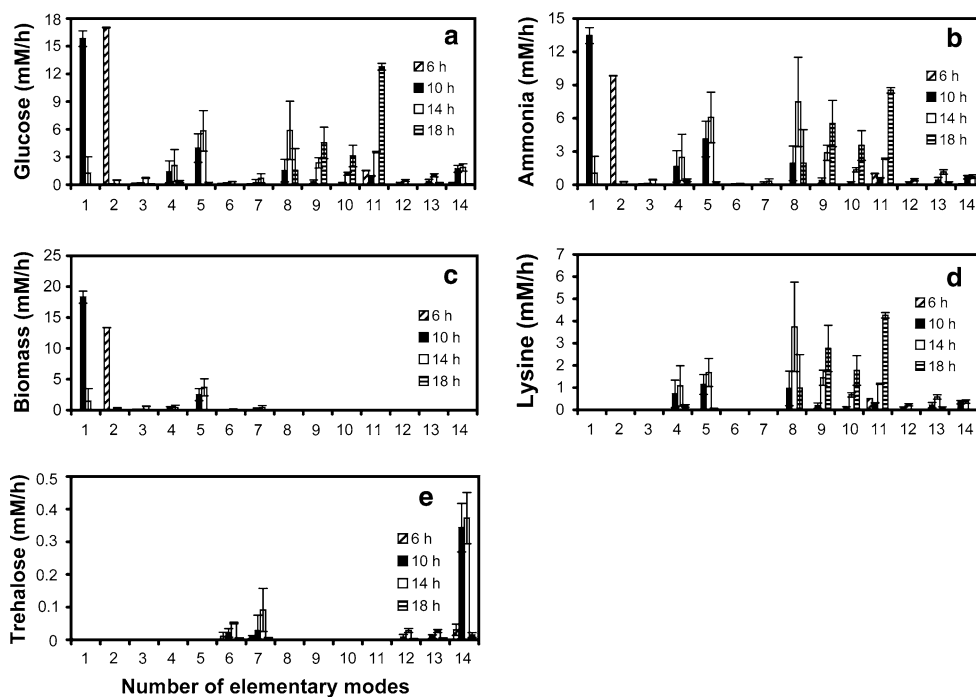 a
Glucose (mM/h)
18
15
12
9
6
3
0
6 h
10 h
14 h
18 h
1 2 3 4 5 6 7 8 9 10 11 12 13 14
b
Ammonia (mM/h)
15
12
9
6
3
0
6 h
10 h
14 h
18 h
1 2 3 4 5 6 7 8 9 10 11 12 13 14
c
Biomass (mM/h)
25
20
15
10
5
0
6 h
10 h
14 h
18 h
1 2 3 4 5 6 7 8 9 10 11 12 13 14
d
Lysine (mM/h)
7
6
5
4
3
2
1
0
6 h
10 h
14 h
18 h
1 2 3 4 5 6 7 8 9 10 11 12 13 14
e
Trehalose (mM/h)
0.5
0.4
0.3
0.2
0.1
0
6 h
10 h
14 h
18 h
1 2 3 4 5 6 7 8 9 10 11 12 13 14
Number of elementary modes